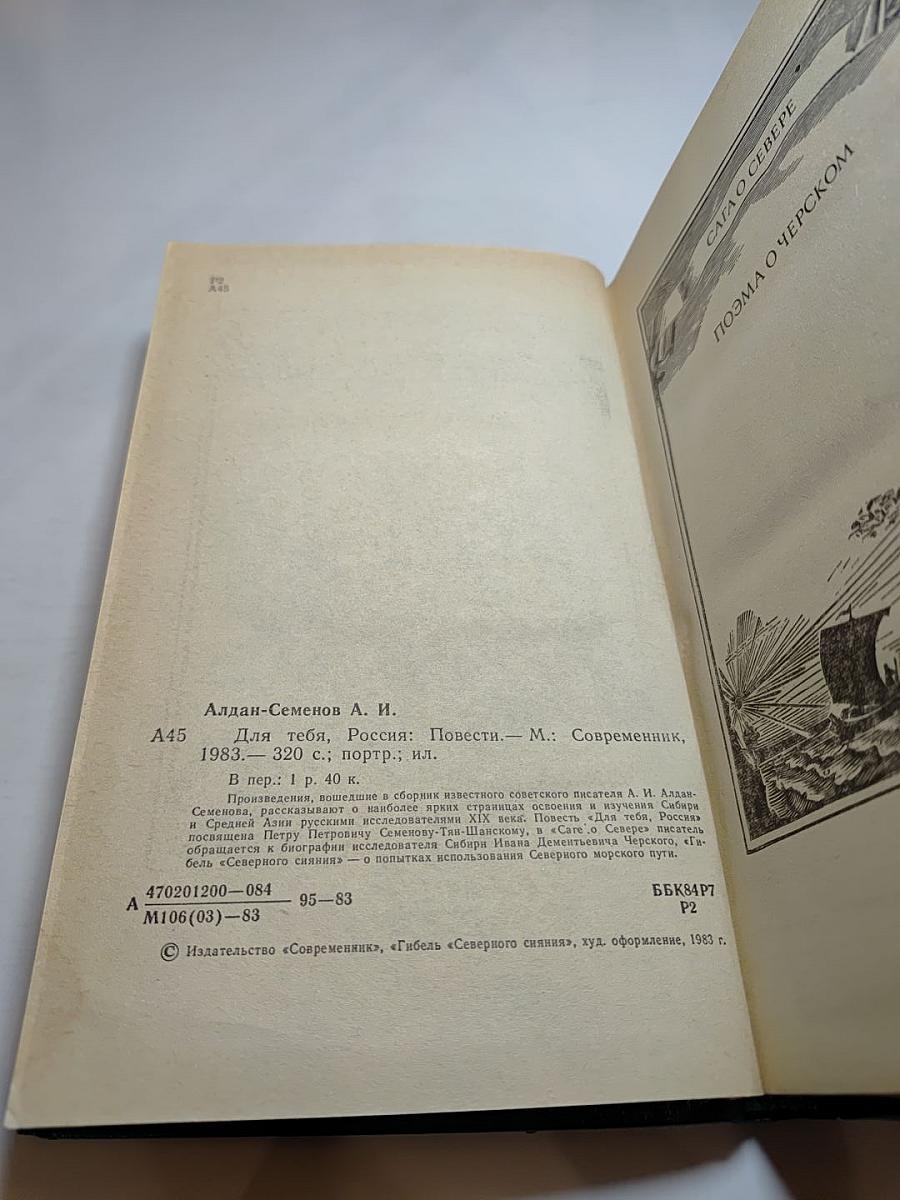 Р2
А45
Алдан-Семенов А. И.
А45 Для тебя, Россия: Повести.— М.: Современник,
1983.— 320 с.; портр.; ил.
В пер.: 1 р. 40 к.
Произведения, вошедшие в сборник известного советского писателя А. И. Алдан-
Семенова, рассказывают о наиболее ярких страницах освоения и изучения Сибири
и Средней Азии русскими исследователями XIX века. Повесть «Для тебя, Россия»
посвящена Петру Петровичу Семенову-Тян-Шанскому, в «Саге о Севере» писатель
обращается к биографии исследователя Сибири Ивана Дементьевича Черского, «Ги-
бель «Северного сияния» — о попытках использования Северного морского пути.
А 470201200—084
М106(03)—83
95—83
ББК84Р7
Р2
© Издательство «Современник», «Гибель «Северного сияния», худ. оформление, 1983 г.
САГА О СЕВЕРЕ
ПОЭМА О ЧЕРСКОМ